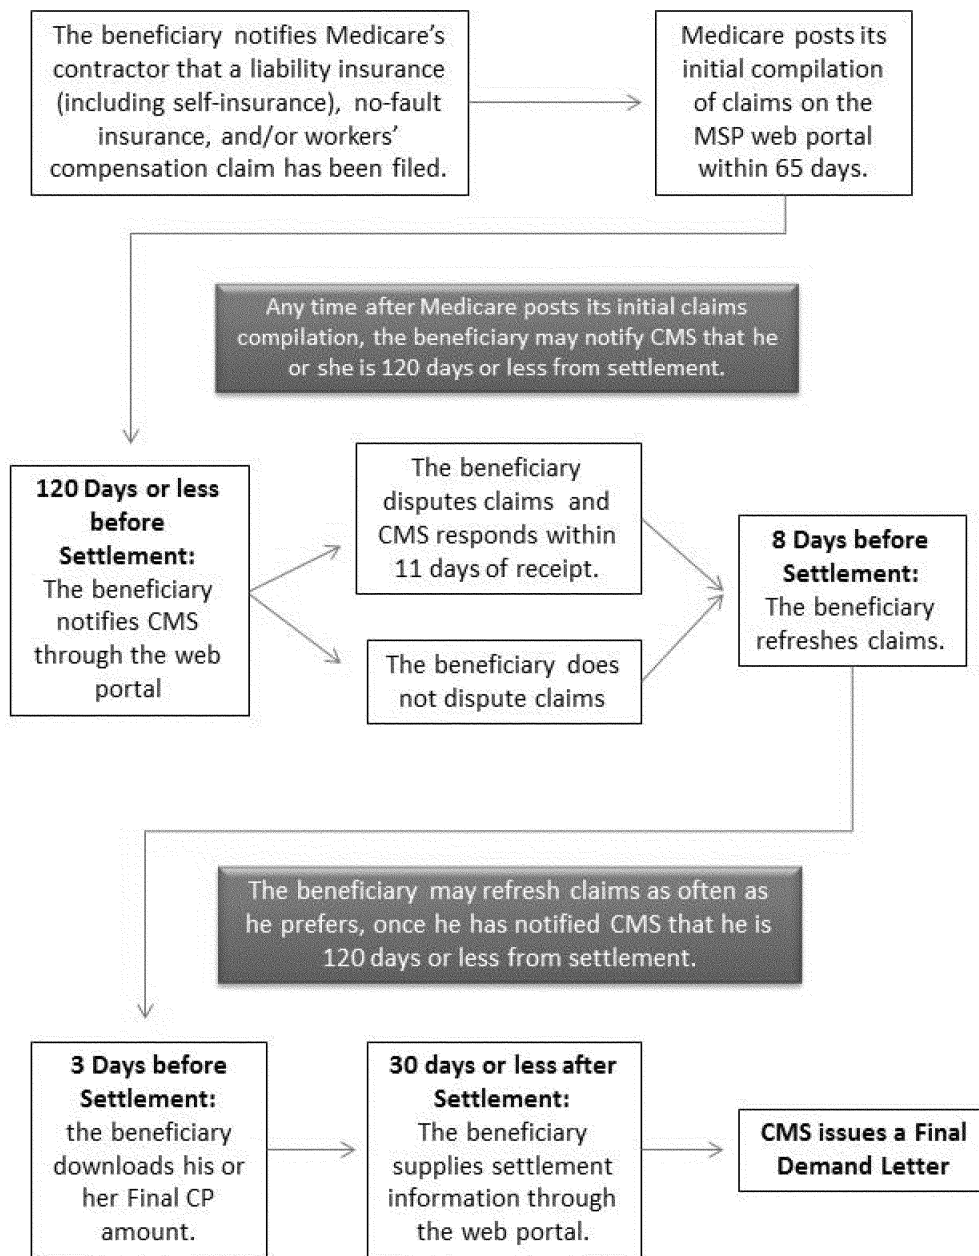 The beneficiary notifies Medicare’s
contractor that a liability insurance
(including self-insurance), no-fault
insurance, and/or workers’
compensation claim has been filed.
Medicare posts its
initial compilation
of claims on the
MSP web portal
within 65 days.
Any time after Medicare posts its initial claims
compilation, the beneficiary may notify CMS that he
or she is 120 days or less from settlement.
120 Days or less
before
Settlement:
The beneficiary
notifies CMS
through the web
portal
The beneficiary
disputes claims and
CMS responds within
11 days of receipt.
The beneficiary does
not dispute claims
8 Days before
Settlement:
The beneficiary
refreshes claims.
The beneficiary may refresh claims as often as
he prefers, once he has notified CMS that he is
120 days or less from settlement.
3 Days before
Settlement:
the beneficiary
downloads his or
her Final CP
amount.
30 days or less after
Settlement:
The beneficiary
supplies settlement
information through
the web portal.
CMS issues a Final
Demand Letter